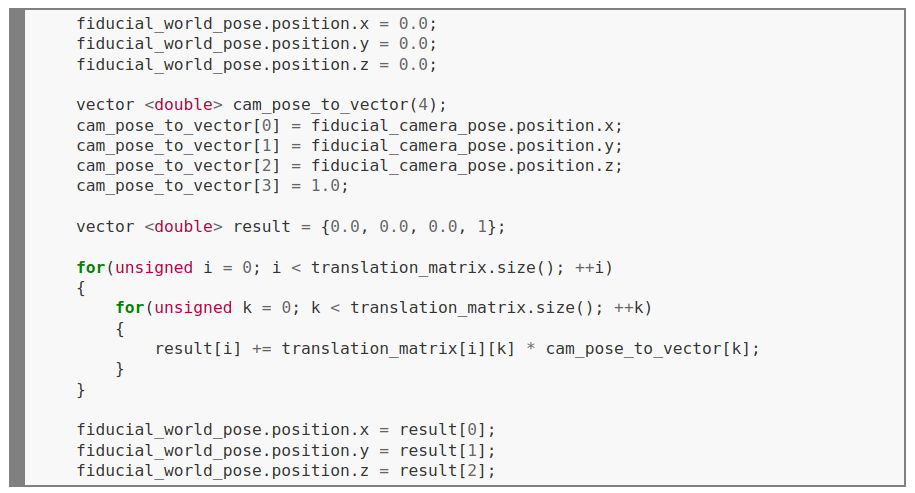 fiducial_world_pose.position.x = 0.0;
fiducial_world_pose.position.y = 0.0;
fiducial_world_pose.position.z = 0.0;
vector <double> cam_pose_to_vector(4);
cam_pose_to_vector[0] = fiducial_camera_pose.position.x;
cam_pose_to_vector[1] = fiducial_camera_pose.position.y;
cam_pose_to_vector[2] = fiducial_camera_pose.position.z;
cam_pose_to_vector[3] = 1.0;
vector <double> result = {0.0, 0.0, 0.0, 1};
for(unsigned i = 0; i < translation_matrix.size(); ++i)
{
for(unsigned k = 0; k < translation_matrix.size(); ++k)
{
result[i] += translation_matrix[i][k] * cam_pose_to_vector[k];
}
}
fiducial_world_pose.position.x = result[0];
fiducial_world_pose.position.y = result[1];
fiducial_world_pose.position.z = result[2];